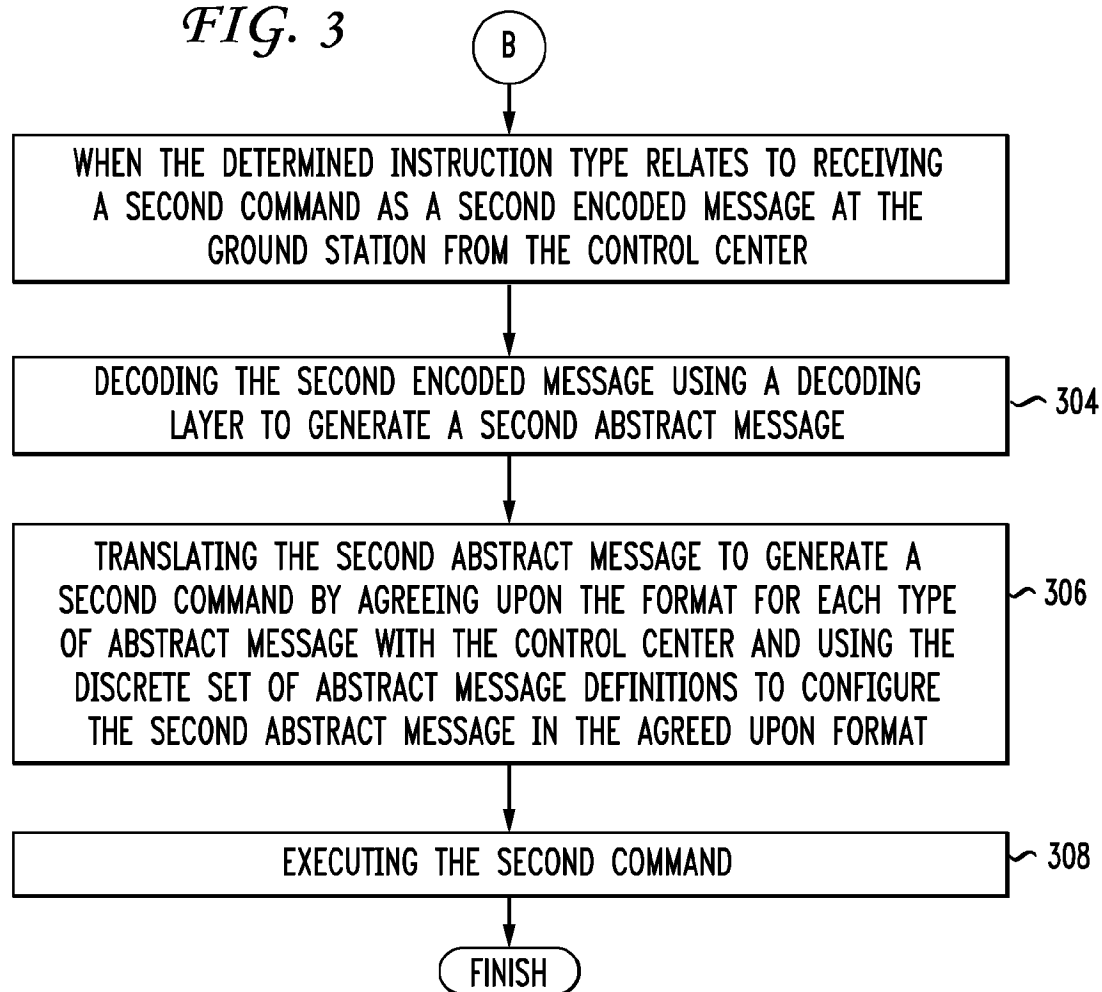 FIG. 3
B
WHEN THE DETERMINED INSTRUCTION TYPE RELATES TO RECEIVING
A SECOND COMMAND AS A SECOND ENCODED MESSAGE AT THE
GROUND STATION FROM THE CONTROL CENTER
DECODING THE SECOND ENCODED MESSAGE USING A DECODING
LAYER TO GENERATE A SECOND ABSTRACT MESSAGE
304
TRANSLATING THE SECOND ABSTRACT MESSAGE TO GENERATE A
SECOND COMMAND BY AGREEING UPON THE FORMAT FOR EACH TYPE
OF ABSTRACT MESSAGE WITH THE CONTROL CENTER AND USING THE
DISCRETE SET OF ABSTRACT MESSAGE DEFINITIONS TO CONFIGURE
THE SECOND ABSTRACT MESSAGE IN THE AGREED UPON FORMAT
306
EXECUTING THE SECOND COMMAND
308
FINISH